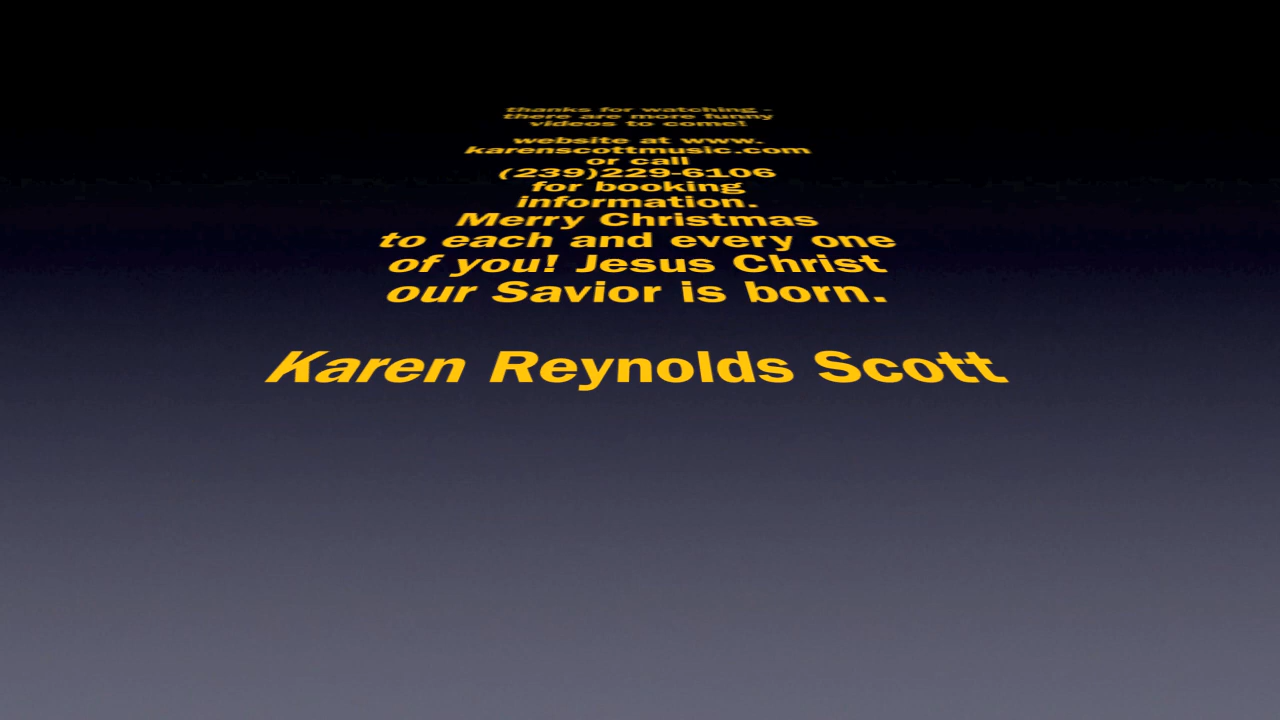 thanks for watching -
there are more funny
videos to come!
website at www.
karenscottmusic.com
or call
(239)229-6106
for booking
information.
Merry Christmas
to each and every one
of you! Jesus Christ
our Savior is born.
Karen Reynolds Scott